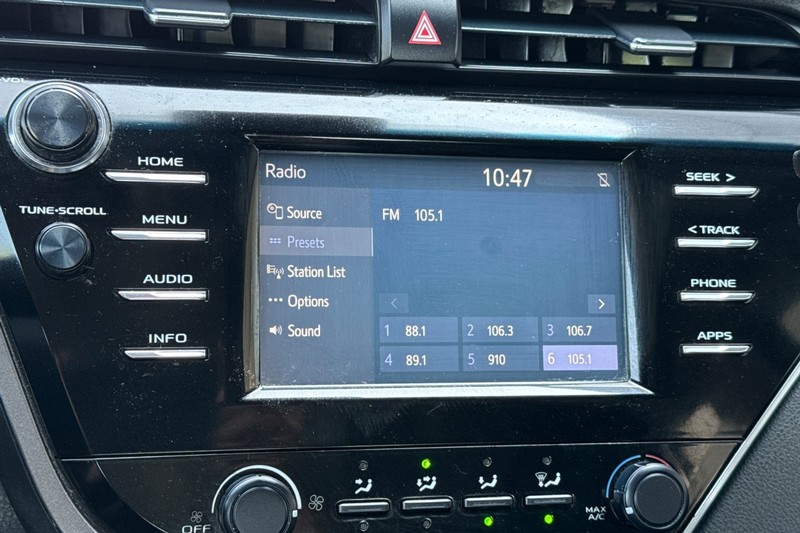 VOL
HOME
MENU
AUDIO
INFO
TUNE•SCROLL
Radio
10:47
Source
Presets
Station List
Options
Sound
FM 105.1
< >
1 88.1 2 106.3 3 106.7
4 89.1 5 910 6 105.1
SEEK >
< TRACK
PHONE
APPS
OFF
MAX
A/C